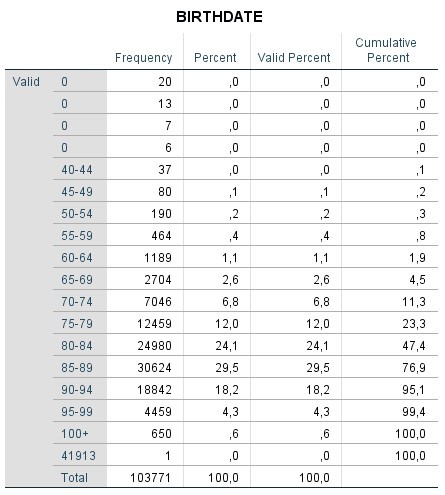 BIRTHDATE
Frequency Percent Valid Percent Cumulative Percent
Valid 0 20 ,0 ,0 ,0
0 13 ,0 ,0 ,0
0 7 ,0 ,0 ,0
0 6 ,0 ,0 ,0
40-44 37 ,0 ,0 ,1
45-49 80 ,1 ,1 ,2
50-54 190 ,2 ,2 ,3
55-59 464 ,4 ,4 ,8
60-64 1189 1,1 1,1 1,9
65-69 2704 2,6 2,6 4,5
70-74 7046 6,8 6,8 11,3
75-79 12459 12,0 12,0 23,3
80-84 24980 24,1 24,1 47,4
85-89 30624 29,5 29,5 76,9
90-94 18842 18,2 18,2 95,1
95-99 4459 4,3 4,3 99,4
100+ 650 ,6 ,6 100,0
41913 1 ,0 ,0 100,0
Total 103771 100,0 100,0